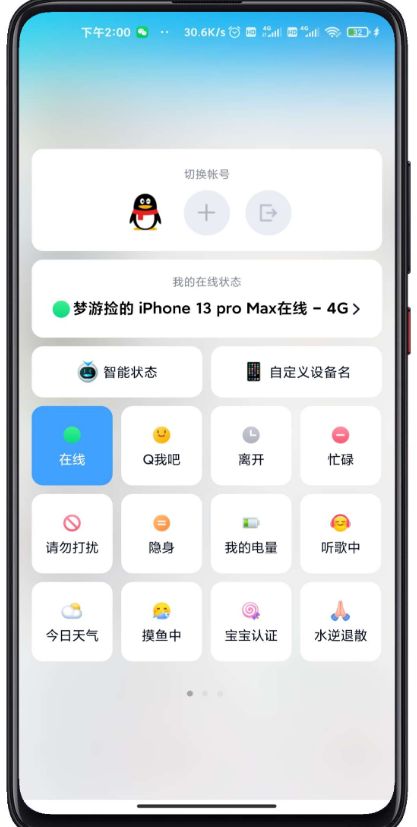 下午2:00 ·· 30.6K/s HD 4G HD 4G 32
切换帐号
我的在线状态
梦游捡的 iPhone 13 pro Max在线 - 4G
智能状态 自定义设备名
在线 Q我吧 离开 忙碌
请勿打扰 隐身 我的电量 听歌中
今日天气 摸鱼中 宝宝认证 水逆退散